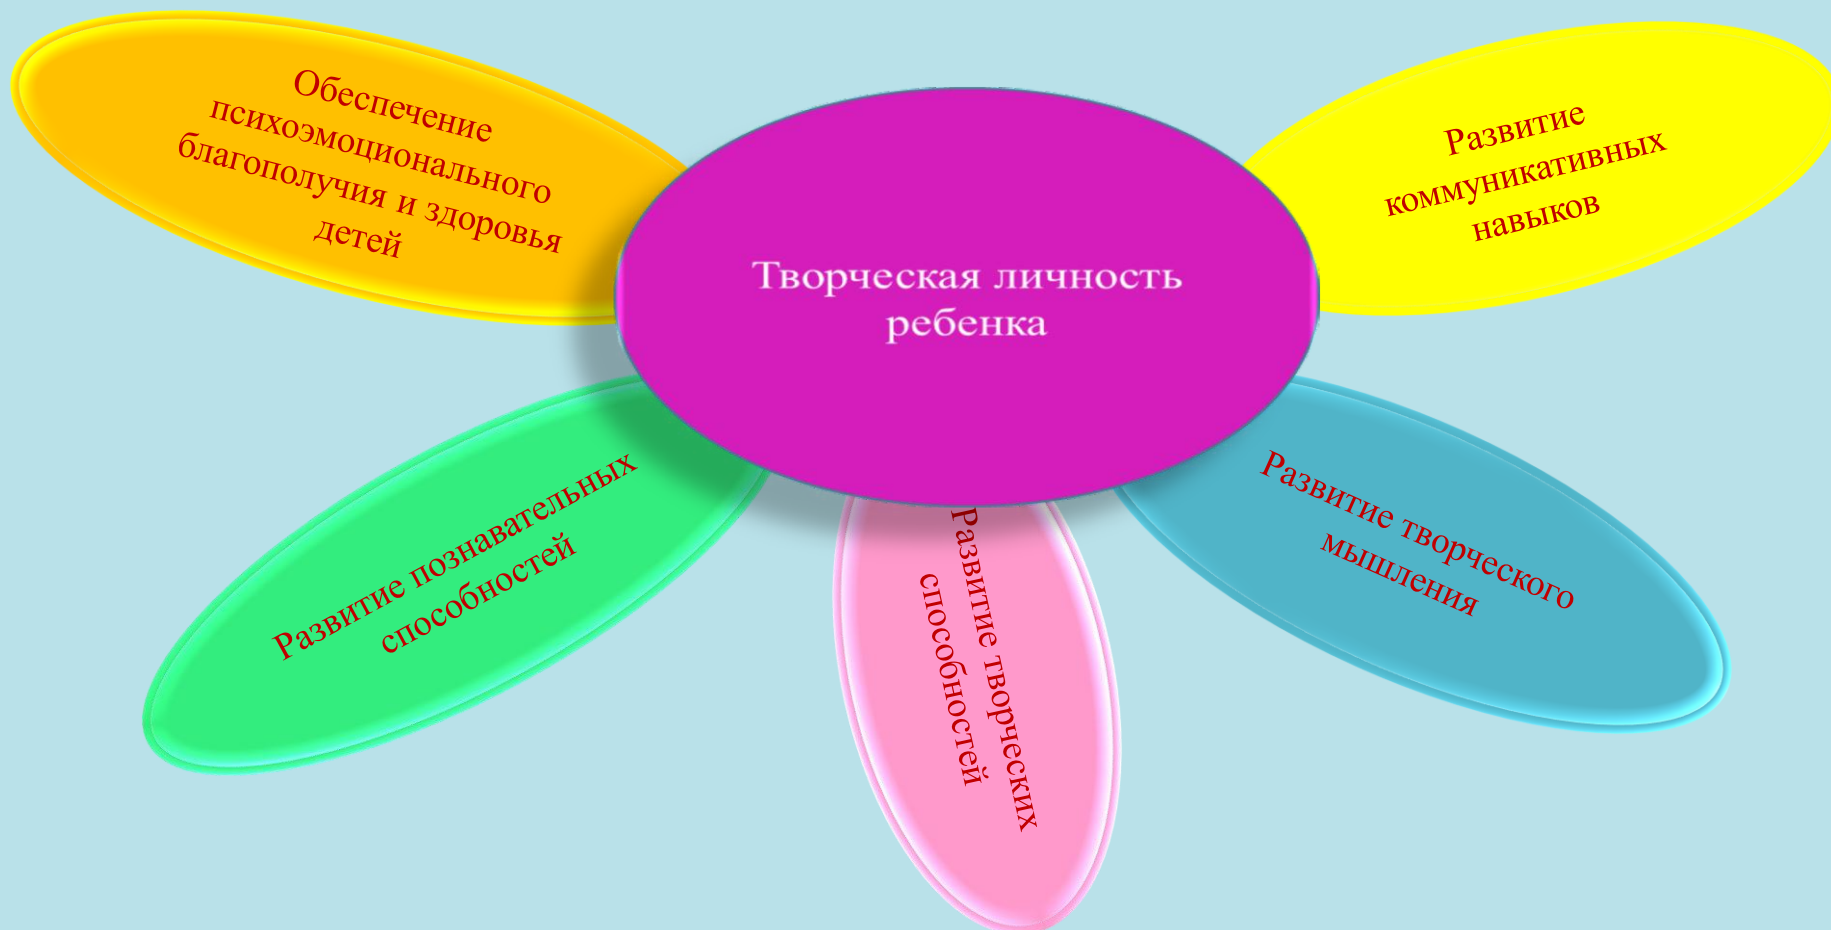 Обеспечение
психоэмоционального
благополучия и здоровья
детей
Творческая личность
ребенка
Развитие
коммуникативных
навыков
Развитие познавательных
способностей
Развитие творческих
способностей
Развитие творческого
мышления